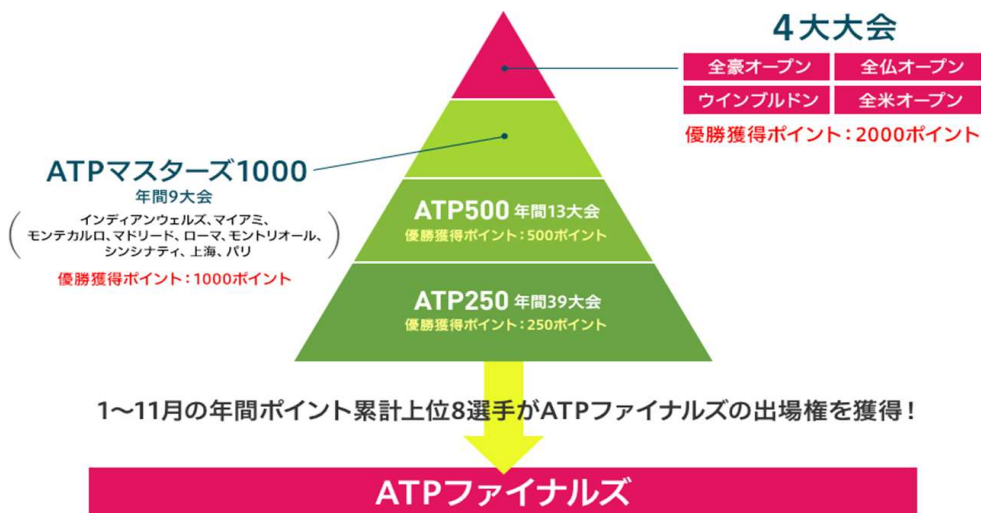 4大大会
全豪オープン
全仏オープン
ウインブルドン
全米オープン
優勝獲得ポイント:2000ポイント
ATPマスターズ1000
年間9大会
(インディアンウェルズ、マイアミ、
モンテカルロ、マドリード、ローマ、モントリオール、
シンシナティ、上海、パリ)
優勝獲得ポイント:1000ポイント
ATP500 年間13大会
優勝獲得ポイント:500ポイント
ATP250 年間39大会
優勝獲得ポイント:250ポイント
1〜11月の年間ポイント累計上位8選手がATPファイナルズの出場権を獲得!
ATPファイナルズ